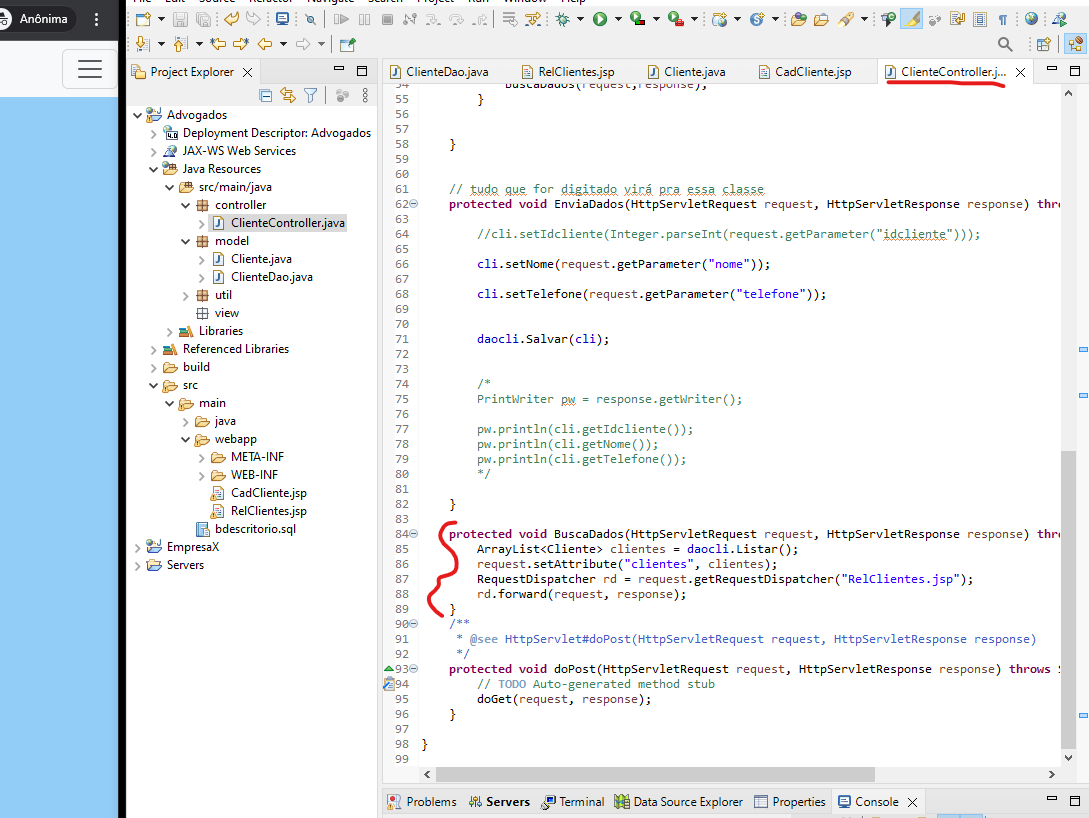 Anônima
File Edit Source Refactor Navigate Search Project Run Window Help
Project Explorer
ClienteDao.java
RelClientes.jsp
Cliente.java
CadCliente.jsp
ClienteController.j...
Advogados
Deployment Descriptor: Advogados
JAX-WS Web Services
Java Resources
src/main/java
controller
ClienteController.java
model
Cliente.java
ClienteDao.java
util
view
Libraries
Referenced Libraries
build
src
main
java
webapp
META-INF
WEB-INF
CadCliente.jsp
RelClientes.jsp
bdescritorio.sql
EmpresaX
Servers
54 BuscaDados(request,response);
55 }
56
57
58 }
59
60
61 // tudo que for digitado virá pra essa classe
62 protected void EnviaDados(HttpServletRequest request, HttpServletResponse response) thro
63
64 //cli.setIdcliente(Integer.parseInt(request.getParameter("idcliente")));
65
66 cli.setNome(request.getParameter("nome"));
67
68 cli.setTelefone(request.getParameter("telefone"));
69
70
71 daocli.Salvar(cli);
72
73
74 /*
75 PrintWriter pw = response.getWriter();
76
77 pw.println(cli.getIdcliente());
78 pw.println(cli.getNome());
79 pw.println(cli.getTelefone());
80 */
81
82 }
83
84 protected void BuscaDados(HttpServletRequest request, HttpServletResponse response) thro
85 ArrayList<Cliente> clientes = daocli.Listar();
86 request.setAttribute("clientes", clientes);
87 RequestDispatcher rd = request.getRequestDispatcher("RelClientes.jsp");
88 rd.forward(request, response);
89 }
90 /**
91 * @see HttpServlet#doPost(HttpServletRequest request, HttpServletResponse response)
92 */
93 protected void doPost(HttpServletRequest request, HttpServletResponse response) throws S
94 // TODO Auto-generated method stub
95 doGet(request, response);
96 }
97
98 }
99
Problems
Servers
Terminal
Data Source Explorer
Properties
Console